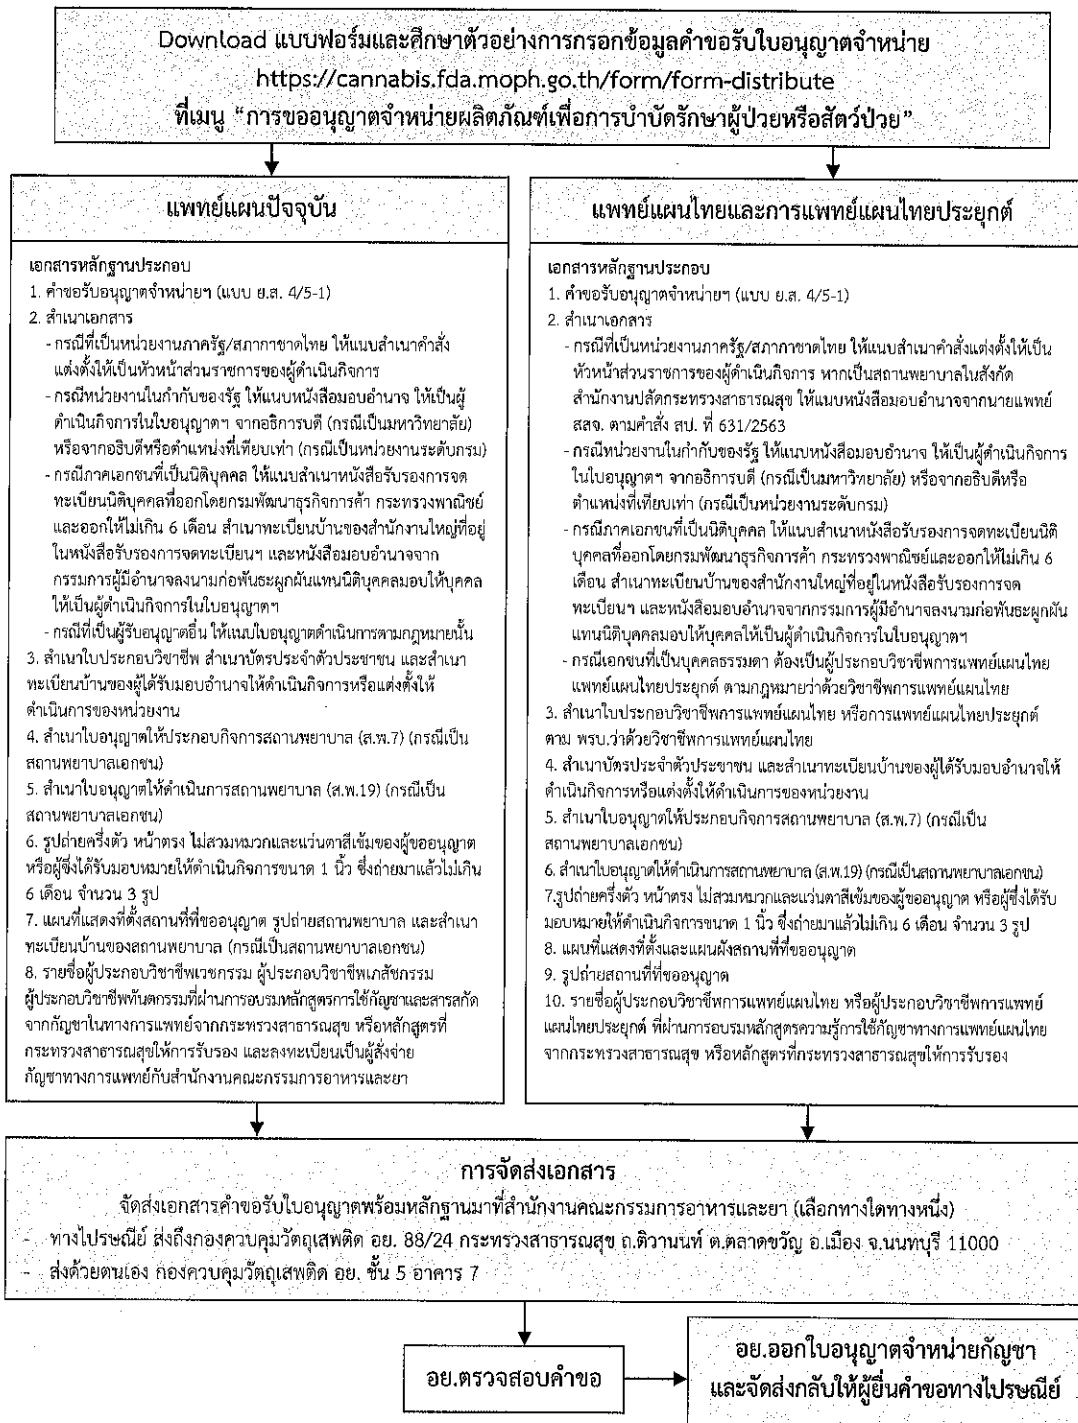 Download แบบฟอร์มและศึกษาตัวอย่างการกรอกข้อมูลคำขอรับใบอนุญาตจำหน่าย
https://cannabis.fda.moph.go.th/form/form-distribute
ที่เมนู “การขออนุญาตจำหน่ายผลิตภัณฑ์เพื่อการบำบัดรักษาผู้ป่วยหรือสัตว์ป่วย”
แพทย์แผนปัจจุบัน
เอกสารหลักฐานประกอบ
1. คำขอรับอนุญาตจำหน่ายฯ (แบบ ย.ส. 4/5-1)
2. สำเนาเอกสาร
- กรณีที่เป็นหน่วยงานภาครัฐ/สภากาชาดไทย ให้แนบสำเนาคำสั่ง
แต่งตั้งให้เป็นหัวหน้าส่วนราชการของผู้ดำเนินกิจการ
- กรณีหน่วยงานในกำกับของรัฐ ให้แนบหนังสือมอบอำนาจ ให้เป็นผู้
ดำเนินกิจการในใบอนุญาตฯ จากอธิการบดี (กรณีเป็นมหาวิทยาลัย)
หรือจากอธิบดีหรือตำแหน่งที่เทียบเท่า (กรณีเป็นหน่วยงานระดับกรม)
- กรณีภาคเอกชนที่เป็นนิติบุคคล ให้แนบสำเนาหนังสือรับรองการจด
ทะเบียนนิติบุคคลที่ออกโดยกรมพัฒนาธุรกิจการค้า กระทรวงพาณิชย์
และออกให้ไม่เกิน 6 เดือน สำเนาทะเบียนบ้านของสำนักงานใหญ่ที่อยู่
ในหนังสือรับรองการจดทะเบียนฯ และหนังสือมอบอำนาจจาก
กรรมการผู้มีอำนาจลงนามก่อพันธะผูกผันแทนนิติบุคคลมอบให้บุคคล
ให้เป็นผู้ดำเนินกิจการในใบอนุญาตฯ
- กรณีที่เป็นผู้รับอนุญาตอื่น ให้แนบใบอนุญาตดำเนินการตามกฎหมายนั้น
3. สำเนาใบประกอบวิชาชีพ สำเนาบัตรประจำตัวประชาชน และสำเนา
ทะเบียนบ้านของผู้ได้รับมอบอำนาจให้ดำเนินกิจการหรือแต่งตั้งให้
ดำเนินการของหน่วยงาน
4. สำเนาใบอนุญาตให้ประกอบกิจการสถานพยาบาล (ส.พ.7) (กรณีเป็น
สถานพยาบาลเอกชน)
5. สำเนาใบอนุญาตให้ดำเนินการสถานพยาบาล (ส.พ.19) (กรณีเป็น
สถานพยาบาลเอกชน)
6. รูปถ่ายครึ่งตัว หน้าตรง ไม่สวมหมวกและแว่นตาสีเข้มของผู้ขออนุญาต
หรือผู้ซึ่งได้รับมอบหมายให้ดำเนินกิจการขนาด 1 นิ้ว ซึ่งถ่ายมาแล้วไม่เกิน
6 เดือน จำนวน 3 รูป
7. แผนที่แสดงที่ตั้งสถานที่ที่ขออนุญาต รูปถ่ายสถานพยาบาล และสำเนา
ทะเบียนบ้านของสถานพยาบาล (กรณีเป็นสถานพยาบาลเอกชน)
8. รายชื่อผู้ประกอบวิชาชีพเวชกรรม ผู้ประกอบวิชาชีพเภสัชกรรม
ผู้ประกอบวิชาชีพทันตกรรมที่ผ่านการอบรมหลักสูตรการใช้กัญชาและสารสกัด
จากกัญชาในทางการแพทย์จากกระทรวงสาธารณสุข หรือหลักสูตรที่
กระทรวงสาธารณสุขให้การรับรอง และลงทะเบียนเป็นผู้สั่งจ่าย
กัญชาทางการแพทย์กับสำนักงานคณะกรรมการอาหารและยา
แพทย์แผนไทยและการแพทย์แผนไทยประยุกต์
เอกสารหลักฐานประกอบ
1. คำขอรับอนุญาตจำหน่ายฯ (แบบ ย.ส. 4/5-1)
2. สำเนาเอกสาร
- กรณีที่เป็นหน่วยงานภาครัฐ/สภากาชาดไทย ให้แนบสำเนาคำสั่งแต่งตั้งให้เป็น
หัวหน้าส่วนราชการของผู้ดำเนินกิจการ หากเป็นสถานพยาบาลในสังกัด
สำนักงานปลัดกระทรวงสาธารณสุข ให้แนบหนังสือมอบอำนาจจากนายแพทย์
สสจ. ตามคำสั่ง สป. ที่ 631/2563
- กรณีหน่วยงานในกำกับของรัฐ ให้แนบหนังสือมอบอำนาจ ให้เป็นผู้ดำเนินกิจการ
ในใบอนุญาตฯ จากอธิการบดี (กรณีเป็นมหาวิทยาลัย) หรือจากอธิบดีหรือ
ตำแหน่งที่เทียบเท่า (กรณีเป็นหน่วยงานระดับกรม)
- กรณีภาคเอกชนที่เป็นนิติบุคคล ให้แนบสำเนาหนังสือรับรองการจดทะเบียนนิติ
บุคคลที่ออกโดยกรมพัฒนาธุรกิจการค้า กระทรวงพาณิชย์และออกให้ไม่เกิน 6
เดือน สำเนาทะเบียนบ้านของสำนักงานใหญ่ที่อยู่ในหนังสือรับรองการจด
ทะเบียนฯ และหนังสือมอบอำนาจจากกรรมการผู้มีอำนาจลงนามก่อพันธะผูกผัน
แทนนิติบุคคลมอบให้บุคคลให้เป็นผู้ดำเนินกิจการในใบอนุญาตฯ
- กรณีเอกชนที่เป็นบุคคลธรรมดา ต้องเป็นผู้ประกอบวิชาชีพการแพทย์แผนไทย
แพทย์แผนไทยประยุกต์ ตามกฎหมายว่าด้วยวิชาชีพการแพทย์แผนไทย
3. สำเนาใบประกอบวิชาชีพการแพทย์แผนไทย หรือการแพทย์แผนไทยประยุกต์
ตาม พรบ.ว่าด้วยวิชาชีพการแพทย์แผนไทย
4. สำเนาบัตรประจำตัวประชาชน และสำเนาทะเบียนบ้านของผู้ได้รับมอบอำนาจให้
ดำเนินกิจการหรือแต่งตั้งให้ดำเนินการของหน่วยงาน
5. สำเนาใบอนุญาตให้ประกอบกิจการสถานพยาบาล (ส.พ.7) (กรณีเป็น
สถานพยาบาลเอกชน)
6. สำเนาใบอนุญาตให้ดำเนินการสถานพยาบาล (ส.พ.19) (กรณีเป็นสถานพยาบาลเอกชน)
7.รูปถ่ายครึ่งตัว หน้าตรง ไม่สวมหมวกและแว่นตาสีเข้มของผู้ขออนุญาต หรือผู้ซึ่งได้รับ
มอบหมายให้ดำเนินกิจการขนาด 1 นิ้ว ซึ่งถ่ายมาแล้วไม่เกิน 6 เดือน จำนวน 3 รูป
8. แผนที่แสดงที่ตั้งและแผนผังสถานที่ที่ขออนุญาต
9. รูปถ่ายสถานที่ที่ขออนุญาต
10. รายชื่อผู้ประกอบวิชาชีพการแพทย์แผนไทย หรือผู้ประกอบวิชาชีพการแพทย์
แผนไทยประยุกต์ ที่ผ่านการอบรมหลักสูตรความรู้การใช้กัญชาทางการแพทย์แผนไทย
จากกระทรวงสาธารณสุข หรือหลักสูตรที่กระทรวงสาธารณสุขให้การรับรอง
การจัดส่งเอกสาร
จัดส่งเอกสารคำขอรับใบอนุญาตพร้อมหลักฐานมาที่สำนักงานคณะกรรมการอาหารและยา (เลือกทางใดทางหนึ่ง)
- ทางไปรษณีย์ ส่งถึงกองควบคุมวัตถุเสพติด อย. 88/24 กระทรวงสาธารณสุข ถ.ติวานนท์ ต.ตลาดขวัญ อ.เมือง จ.นนทบุรี 11000
- ส่งด้วยตนเอง กองควบคุมวัตถุเสพติด อย. ชั้น 5 อาคาร 7
อย.ตรวจสอบคำขอ
อย.ออกใบอนุญาตจำหน่ายกัญชา
และจัดส่งกลับให้ผู้ยื่นคำขอทางไปรษณีย์